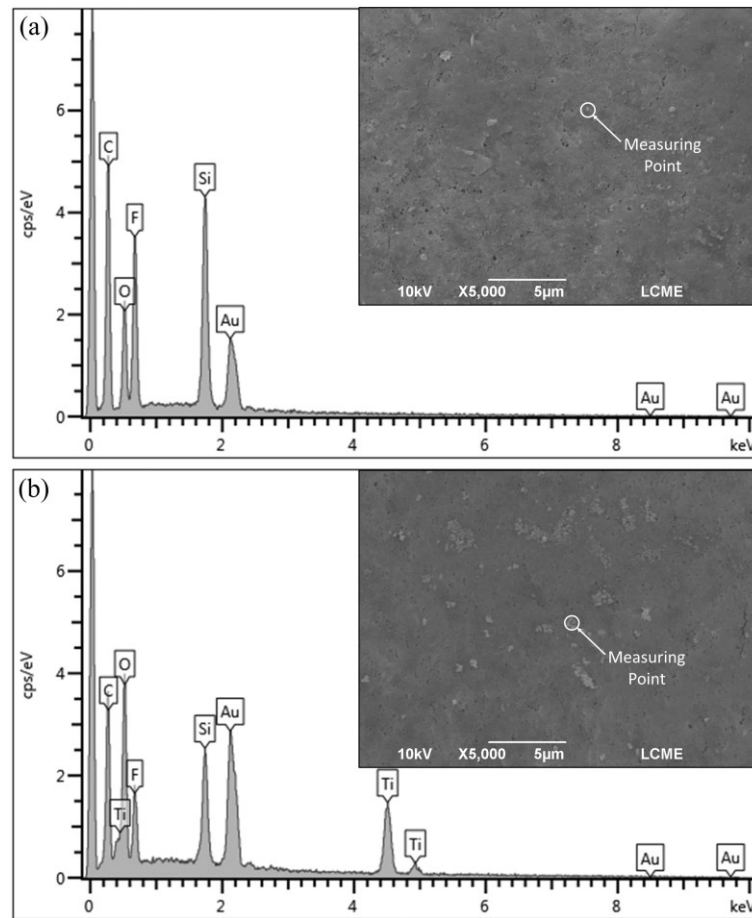 (a)
cps/eV
6
4
2
0
C
O
F
Si
Au
Au
Au
0
2
4
6
8
keV
Measuring
Point
10kV X5,000 5μm LCME
(b)
cps/eV
6
4
2
0
C
Ti
O
F
Si
Au
Ti
Ti
Au
Au
0
2
4
6
8
keV
Measuring
Point
10kV X5,000 5μm LCME